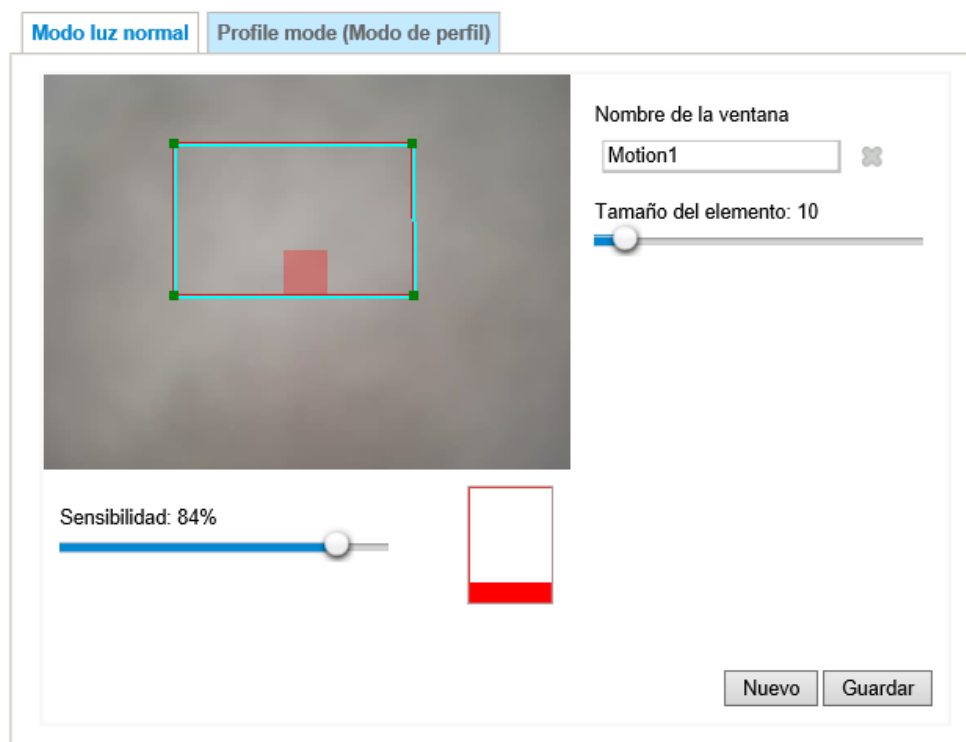 Modo luz normal
Profile mode (Modo de perfil)
Nombre de la ventana
Motion1
Tamaño del elemento: 10
Sensibilidad: 84%
Nuevo
Guardar